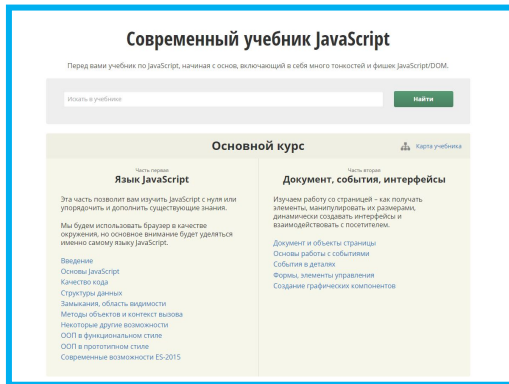 Современный учебник JavaScript
Перед вами учебник по JavaScript, начиная с основ, включающий в себя много тонкостей и фишек JavaScript/DOM.
Искать в учебнике
Найти
Основной курс
Карта учебника
Часть первая
Язык JavaScript
Эта часть позволит вам изучить JavaScript с нуля или
упорядочить и дополнить существующие знания.
Мы будем использовать браузер в качестве
окружения, но основное внимание будет уделяться
именно самому языку JavaScript.
Введение
Основы JavaScript
Качество кода
Структуры данных
Замыкания, область видимости
Методы объектов и контекст вызова
Некоторые другие возможности
ООП в функциональном стиле
ООП в прототипном стиле
Современные возможности ES-2015
Часть вторая
Документ, события, интерфейсы
Изучаем работу со страницей – как получать
элементы, манипулировать их размерами,
динамически создавать интерфейсы и
взаимодействовать с посетителем.
Документ и объекты страницы
Основы работы с событиями
События в деталях
Формы, элементы управления
Создание графических компонентов